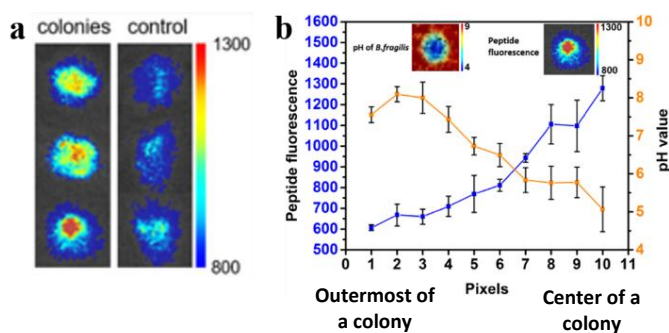 a
colonies control
1300
800
b
Peptide fluorescence
1600
1500
1400
1300
1200
1100
1000
900
800
700
600
500
pH of B.fragilis
9
4
Peptide
fluorescence
1300
800
10
9
8
7
6
5
4
pH value
0 1 2 3 4 5 6 7 8 9 10 11
Pixels
Outermost of
a colony
Center of a
colony